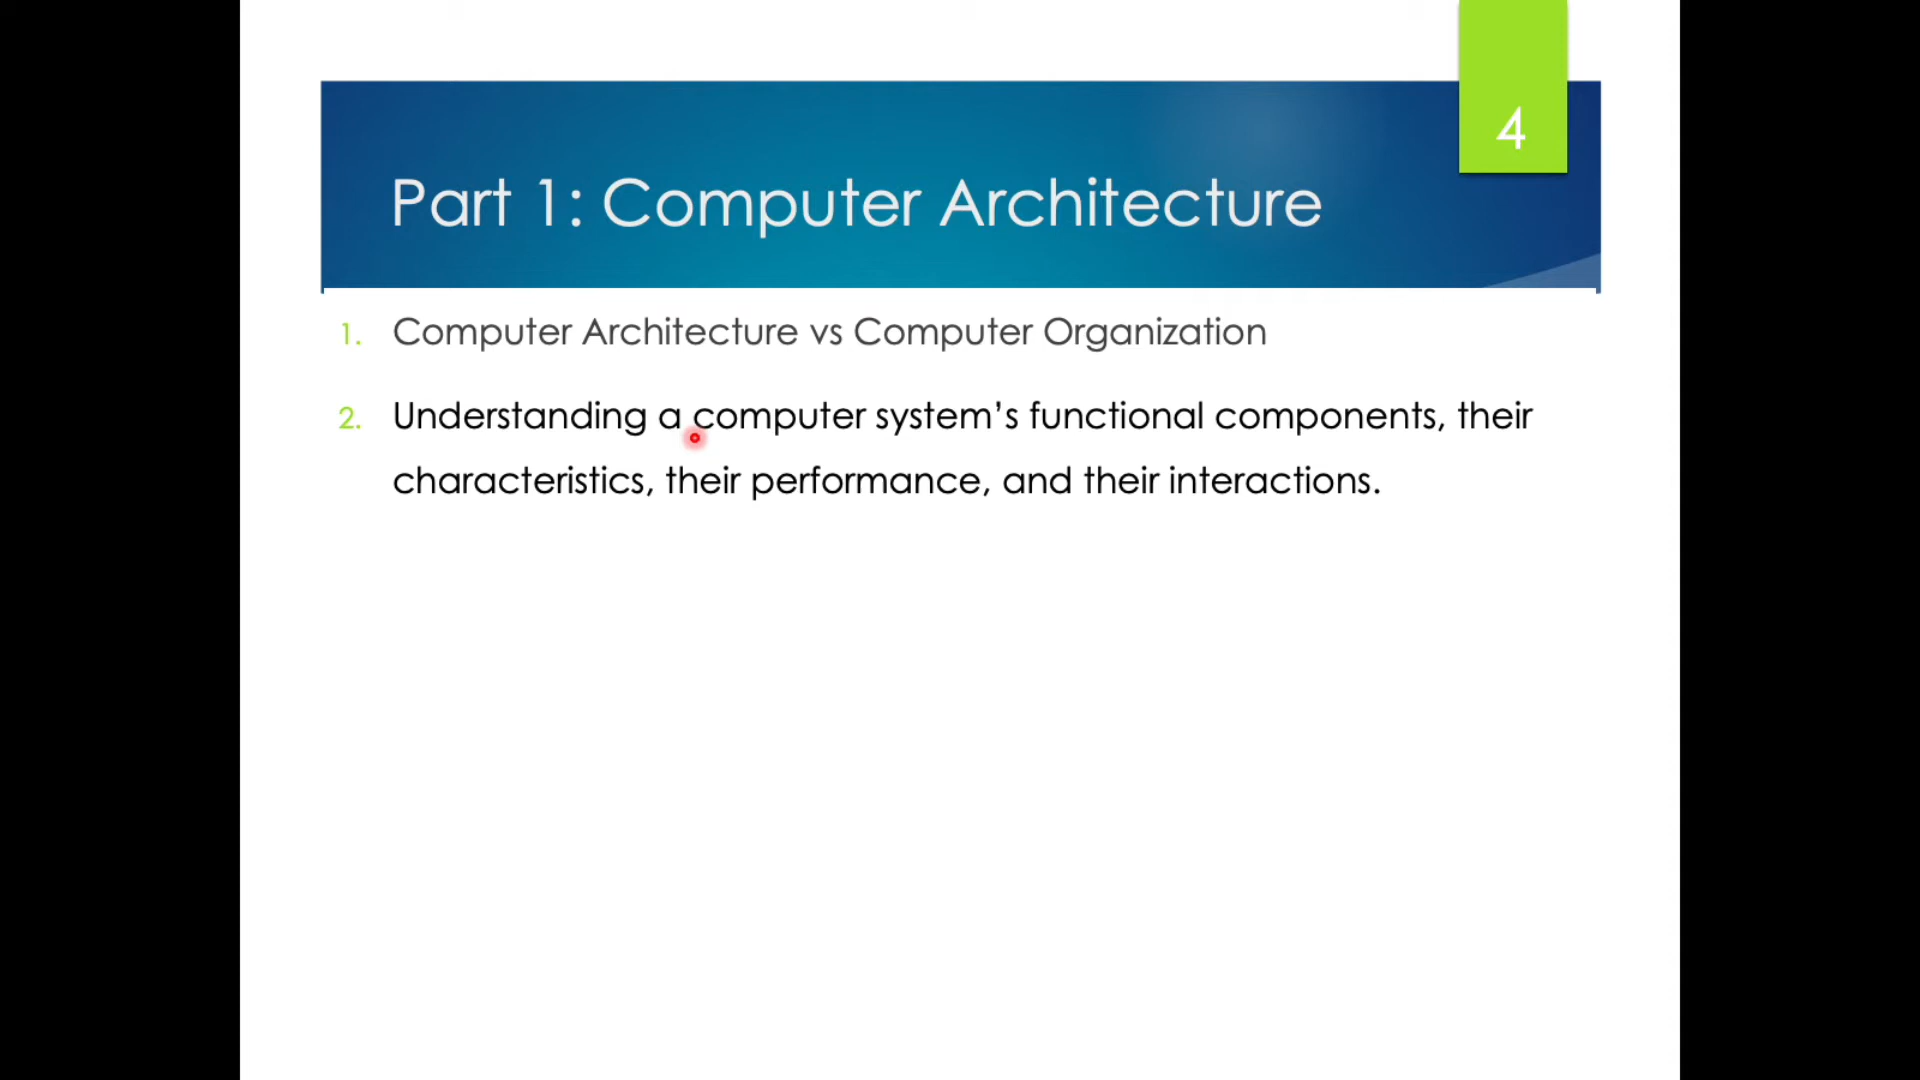 4
Part 1: Computer Architecture
1. Computer Architecture vs Computer Organization
2. Understanding a computer system’s functional components, their
characteristics, their performance, and their interactions.